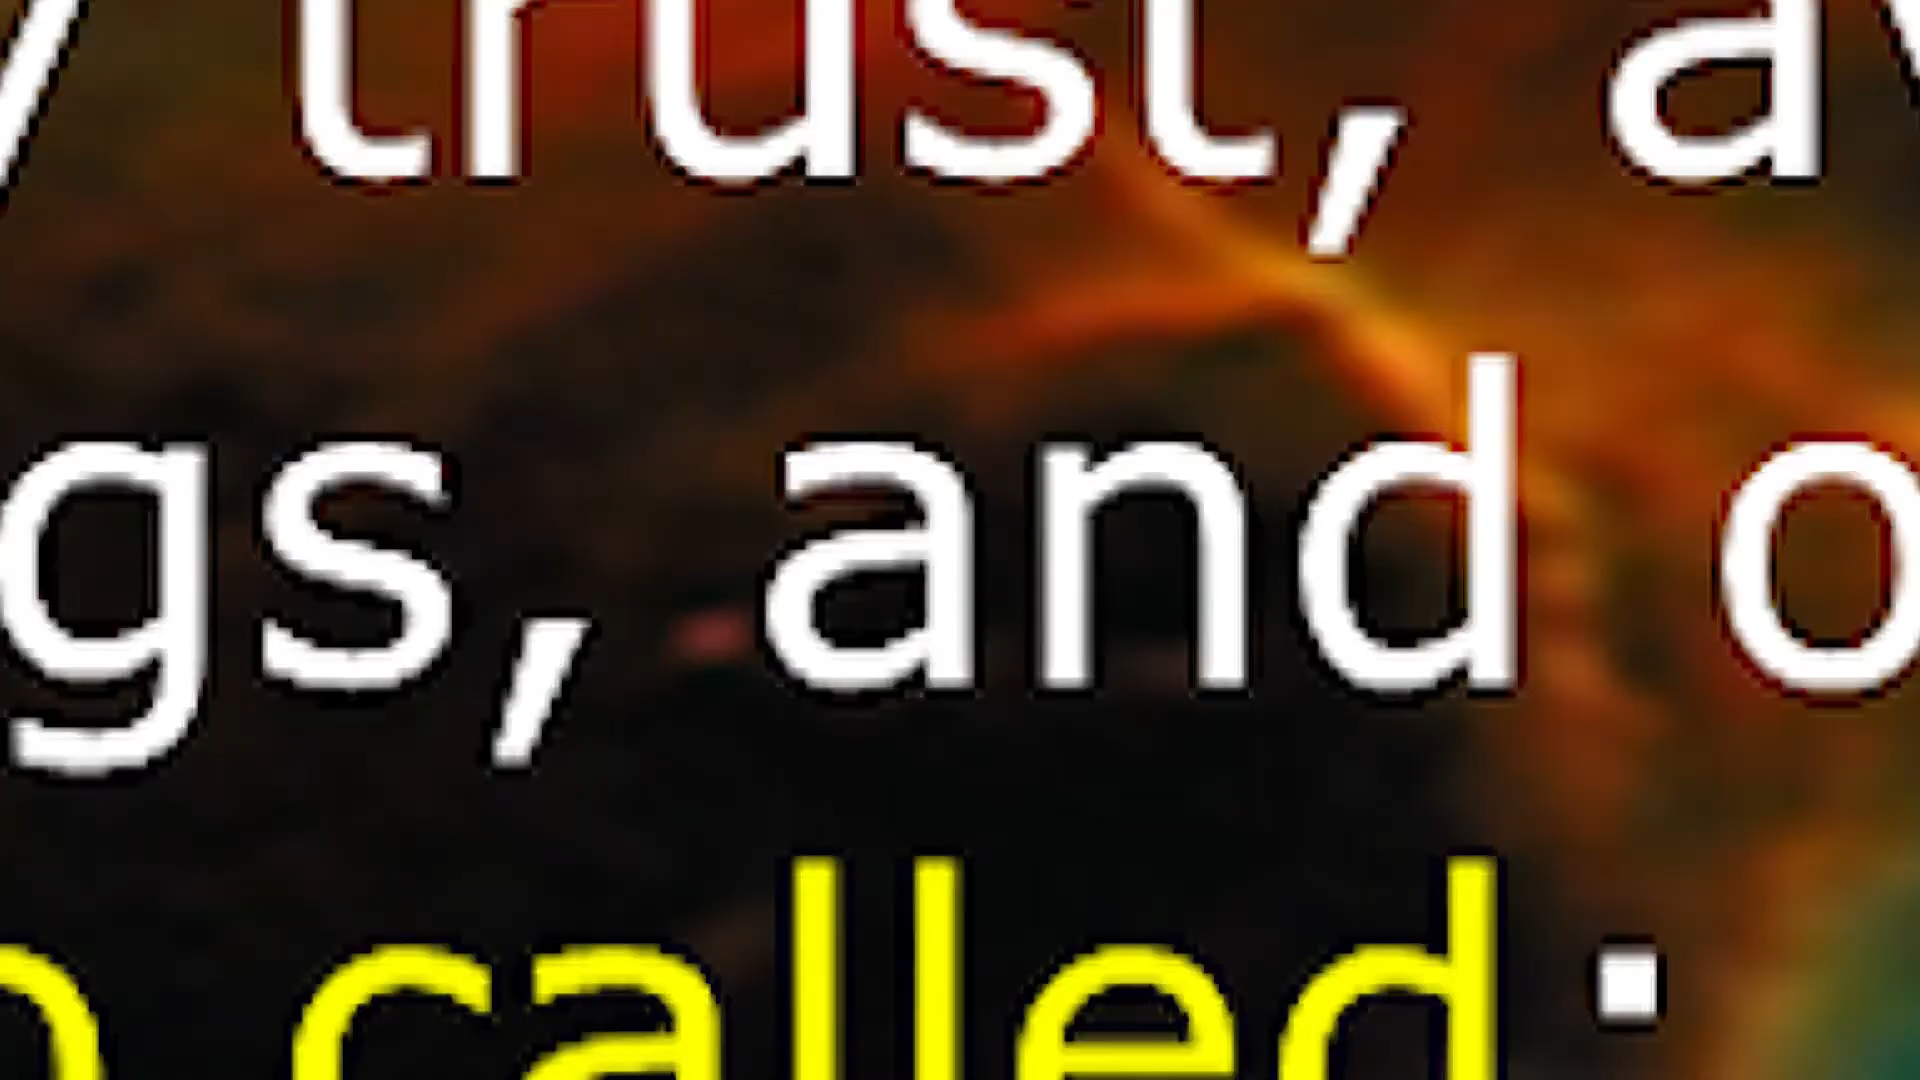 trust,
gs, and o
called: